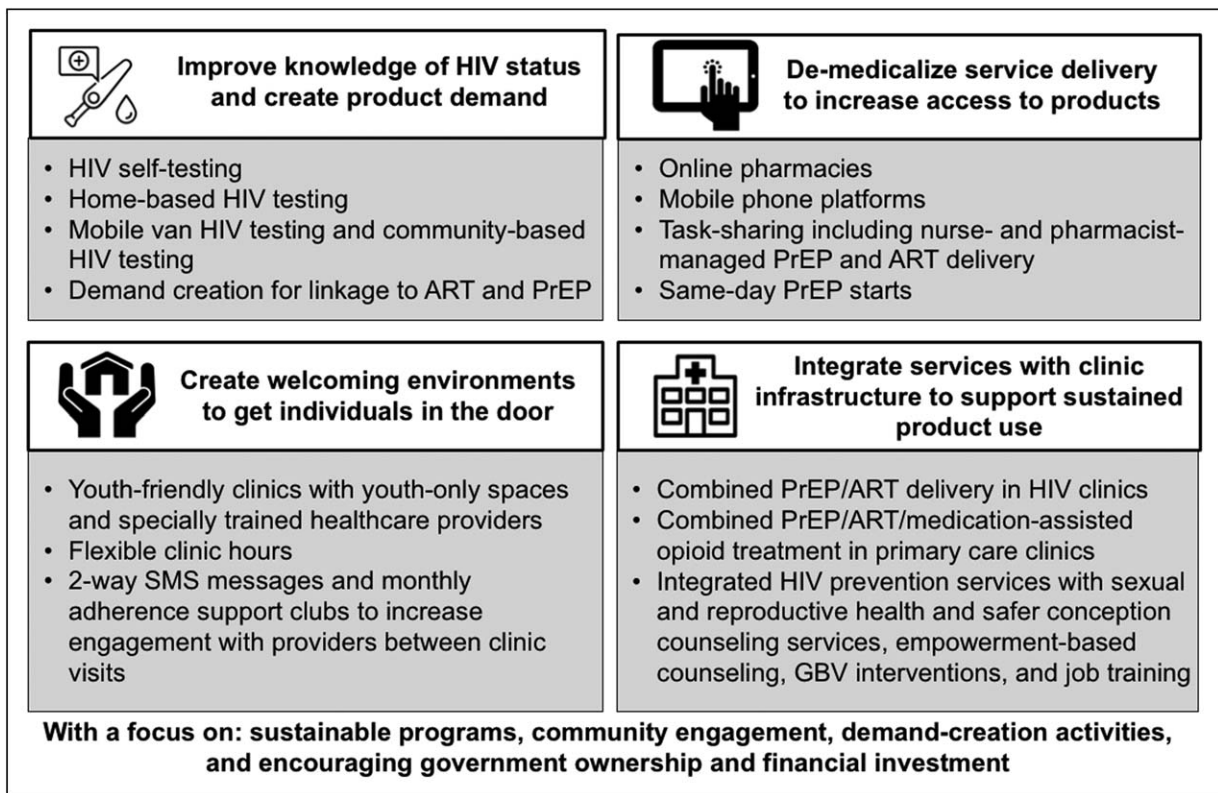 Improve knowledge of HIV status
and create product demand
• HIV self-testing
• Home-based HIV testing
• Mobile van HIV testing and community-based
HIV testing
• Demand creation for linkage to ART and PrEP
De-medicalize service delivery
to increase access to products
• Online pharmacies
• Mobile phone platforms
• Task-sharing including nurse- and pharmacist-
managed PrEP and ART delivery
• Same-day PrEP starts
Create welcoming environments
to get individuals in the door
• Youth-friendly clinics with youth-only spaces
and specially trained healthcare providers
• Flexible clinic hours
• 2-way SMS messages and monthly
adherence support clubs to increase
engagement with providers between clinic
visits
Integrate services with clinic
infrastructure to support sustained
product use
• Combined PrEP/ART delivery in HIV clinics
• Combined PrEP/ART/medication-assisted
opioid treatment in primary care clinics
• Integrated HIV prevention services with sexual
and reproductive health and safer conception
counseling services, empowerment-based
counseling, GBV interventions, and job training
With a focus on: sustainable programs, community engagement, demand-creation activities,
and encouraging government ownership and financial investment